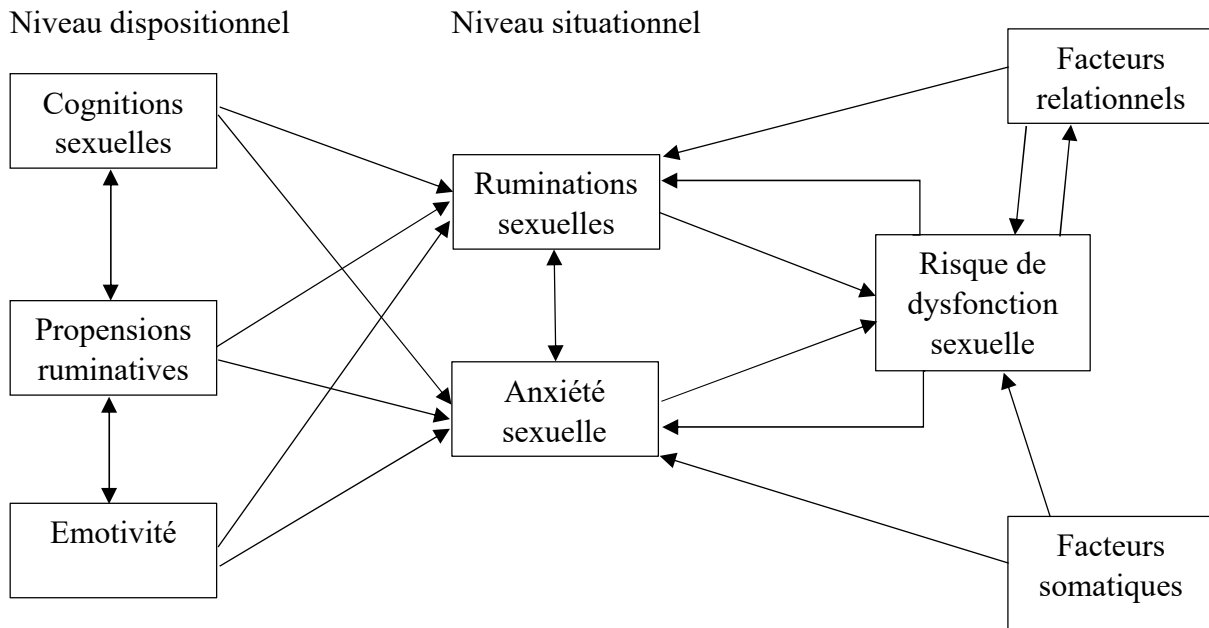 Niveau dispositionnel
Niveau situationnel
Cognitions
sexuelles
Propensions
ruminatives
Emotivité
Ruminations
sexuelles
Anxiété
sexuelle
Facteurs
relationnels
Risque de
dysfonction
sexuelle
Facteurs
somatiques